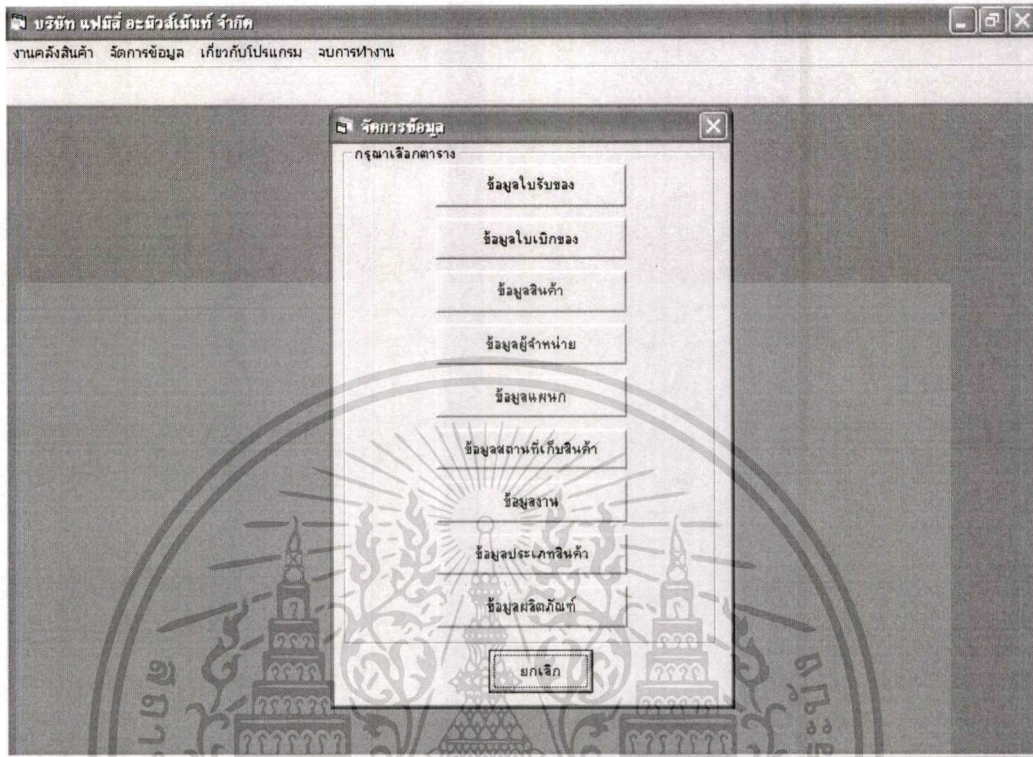 บริษัท แฟมิลี่ อะมิวส์เม้นท์ จำกัด
งานคลังสินค้า จัดการข้อมูล เกี่ยวกับโปรแกรม จบการทำงาน
จัดการข้อมูล
กรุณาเลือกตาราง
ข้อมูลใบรับของ
ข้อมูลใบเบิกของ
ข้อมูลสินค้า
ข้อมูลผู้จำหน่าย
ข้อมูลแผนก
ข้อมูลสถานที่เก็บสินค้า
ข้อมูลงาน
ข้อมูลประเภทสินค้า
ข้อมูลผลิตภัณฑ์
ยกเลิก